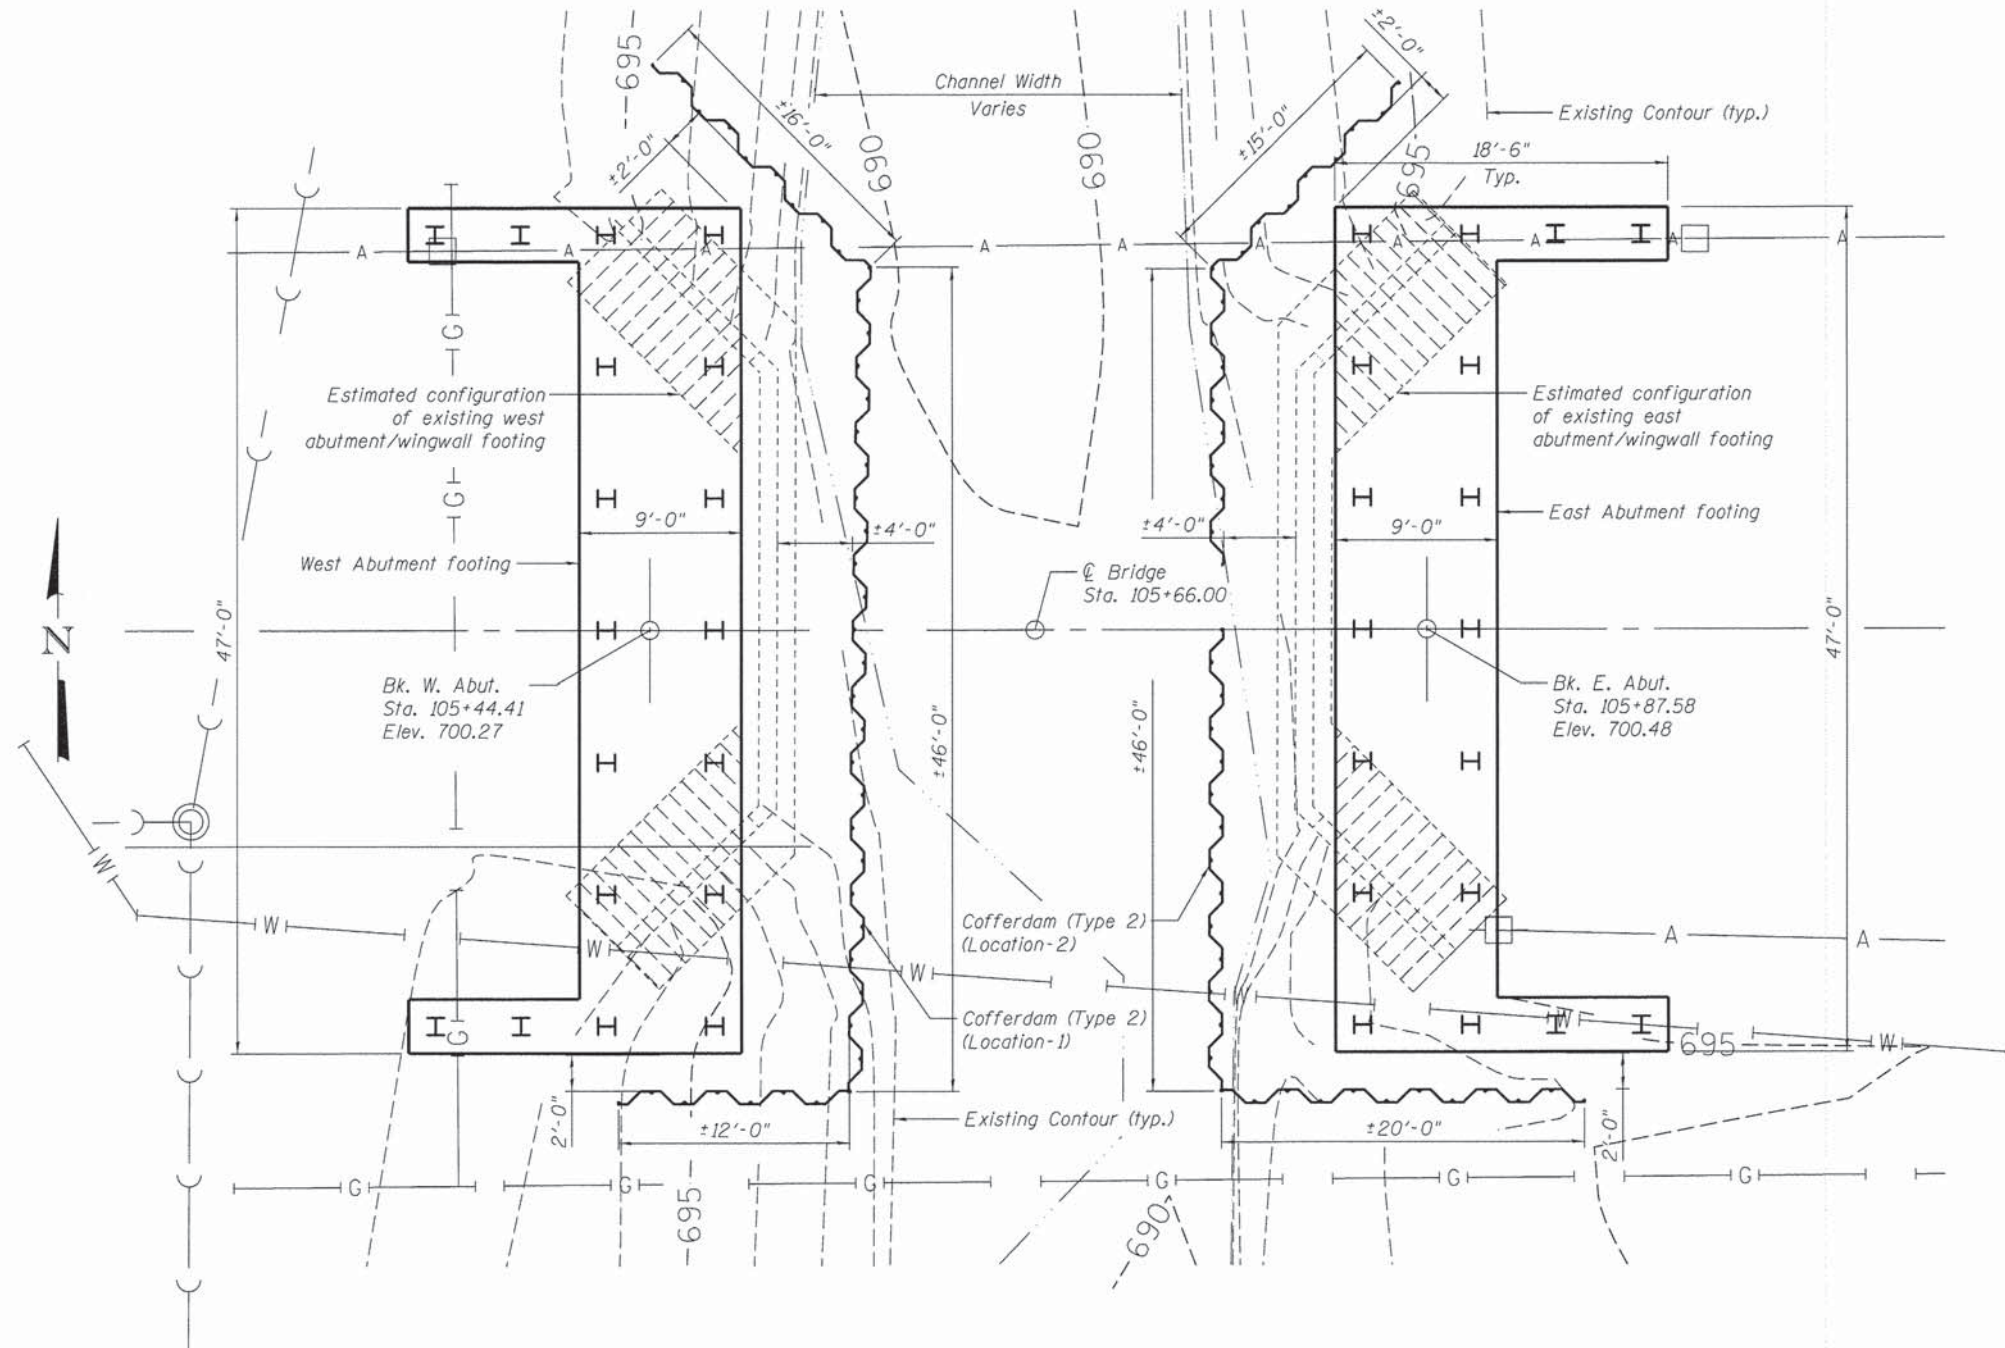 695
±2'-0"
Channel Width
Varies
±16'-0"
±15'-0"
Existing Contour (typ.)
690
690
±2'-0"
695
18'-6"
Typ.
A
A
A
A
A
A
A
A
A
A
G
Estimated configuration
of existing west
abutment/wingwall footing
Estimated configuration
of existing east
abutment/wingwall footing
G
9'-0"
±4'-0"
±4'-0"
9'-0"
East Abutment footing
West Abutment footing
℄ Bridge
Sta. 105+66.00
N
47'-0"
47'-0"
Bk. W. Abut.
Sta. 105+44.41
Elev. 700.27
±46'-0"
±46'-0"
Bk. E. Abut.
Sta. 105+87.58
Elev. 700.48
W
W
W
W
Cofferdam (Type 2)
(Location-2)
A
A
W
W
W
Cofferdam (Type 2)
(Location-1)
G
695
2'-0"
±12'-0"
Existing Contour (typ.)
±20'-0"
2'-0"
G
G
G
G
G
G
695
690